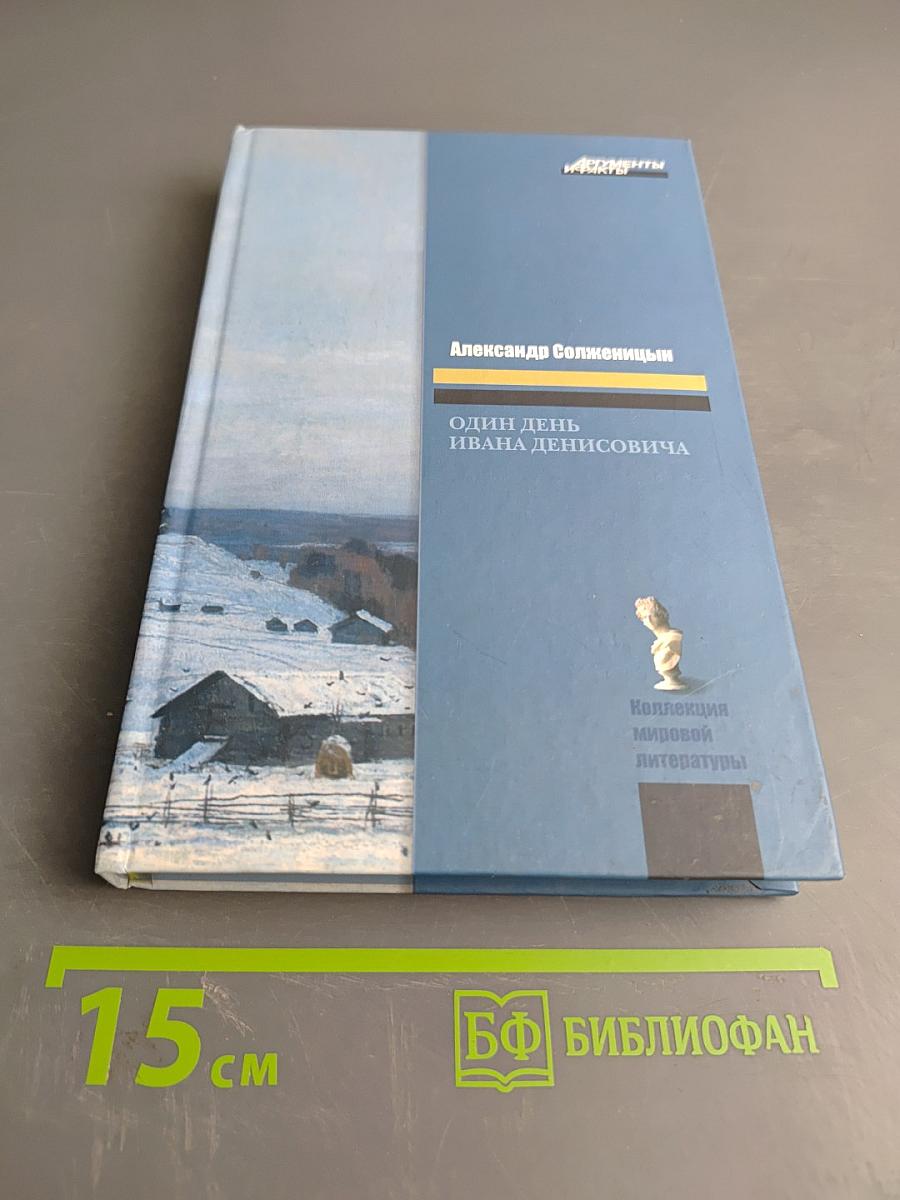 АРГУМЕНТЫ
И ФАКТЫ
Александр Солженицын
ОДИН ДЕНЬ
ИВАНА ДЕНИСОВИЧА
Коллекция
мировой
литературы
15 см
БФ БИБЛИОФАН